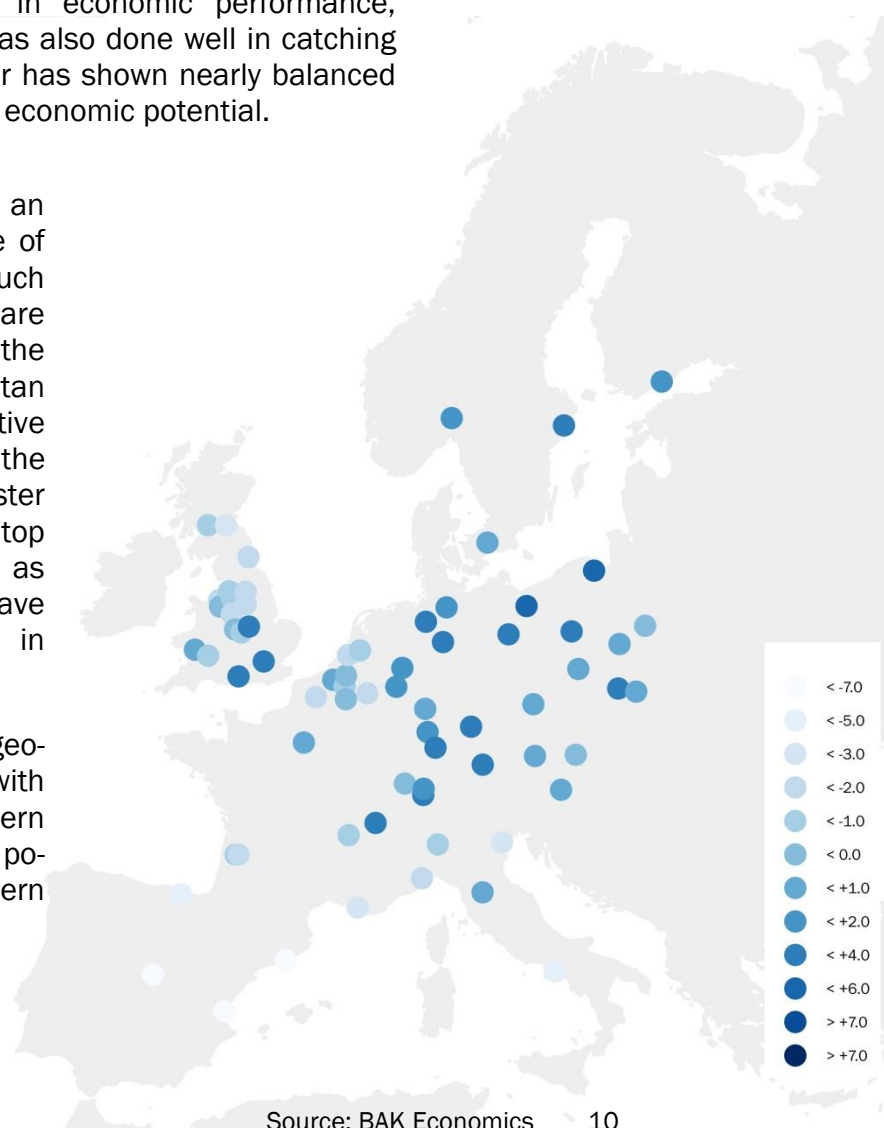 in economic performance,
as also done well in catching
r has shown nearly balanced
economic potential.
an
e of
uch
are
the
tan
tive
the
ster
top
as
ave
in
geo-
with
ern
po-
ern
< -7.0
< -5.0
< -3.0
< -2.0
< -1.0
< 0.0
< +1.0
< +2.0
< +4.0
< +6.0
> +7.0
> +7.0
Source: BAK Economics 10